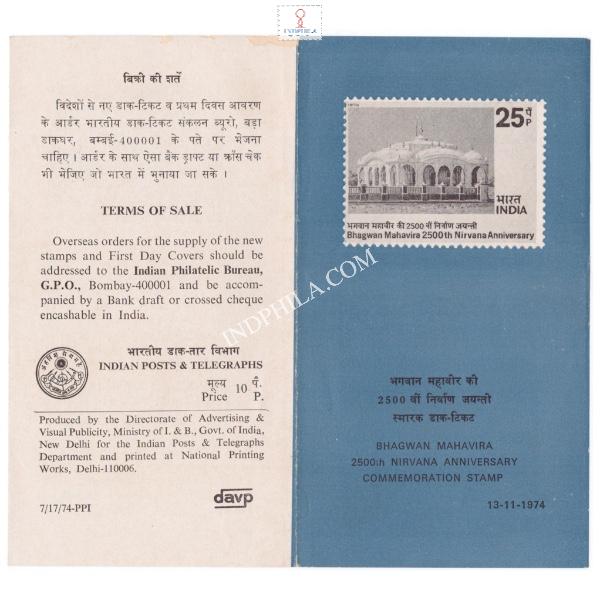 INDPHILA
बिक्री की शर्तें
विदेशों से नए डाक-टिकट व प्रथम दिवस आवरण
के आर्डर भारतीय डाक-टिकट संकलन ब्यूरो, बड़ा
डाकघर, बम्बई-400001 के पते पर भेजना
चाहिए । आर्डर के साथ ऐसा बैंक ड्राफ्ट या क्रॉस चेक
भी भेजिए जो भारत में भुनाया जा सके ।
TERMS OF SALE
Overseas orders for the supply of the new
stamps and First Day Covers should be
addressed to the Indian Philatelic Bureau,
G.P.O., Bombay-400001 and be accom-
panied by a Bank draft or crossed cheque
encashable in India.
भारतीय डाक-तार विभाग
INDIAN POSTS & TELEGRAPHS
मूल्य 10 पै.
Price P.
Produced by the Directorate of Advertising &
Visual Publicity, Ministry of I. & B., Govt. of India,
New Delhi for the Indian Posts & Telegraphs
Department and printed at National Printing
Works, Delhi-110006.
davp
7/17/74-PPI
25 पै P
भारत
INDIA
भगवान महावीर की 2500 वीं निर्वाण जयन्ती
Bhagwan Mahavira 2500th Nirvana Anniversary
भगवान महावीर की
2500 वीं निर्वाण जयन्ती
स्मारक डाक-टिकट
BHAGWAN MAHAVIRA
2500th NIRVANA ANNIVERSARY
COMMEMORATION STAMP
13-11-1974
INDPHILA.COM